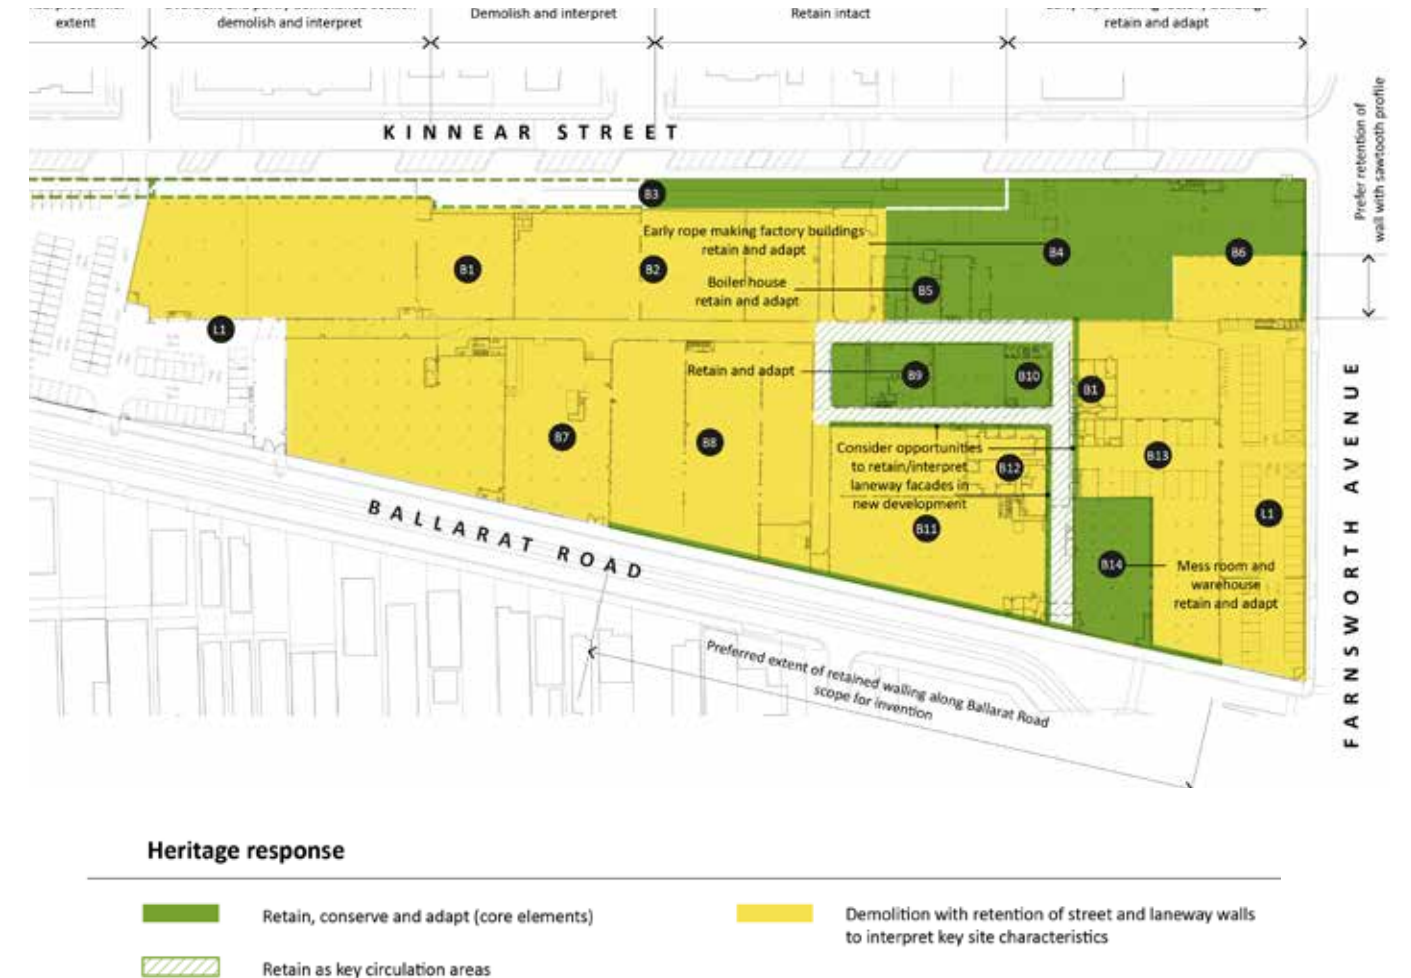 extent
demolish and interpret
Demolish and interpret
Retain intact
retain and adapt
KINNEAR STREET
Prefer retention of
wall with sawtooth profile
B3
Early rope making factory buildings
retain and adapt
B4
B6
B1
B2
Boiler house
retain and adapt
B5
L1
Retain and adapt
B9
B10
B1
B7
B8
Consider opportunities
to retain/interpret
laneway facades in
new development
B12
B13
B11
L1
B14
Mess room and
warehouse
retain and adapt
BALLARAT ROAD
FARNSWORTH AVENUE
Preferred extent of retained walling along Ballarat Road
scope for invention
Heritage response
Retain, conserve and adapt (core elements)
Demolition with retention of street and laneway walls
to interpret key site characteristics
Retain as key circulation areas